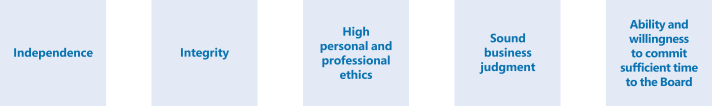 Independence
Integrity
High
personal and
professional
ethics
Sound
business
judgment
Ability and
willingness
to commit
sufficient time
to the Board